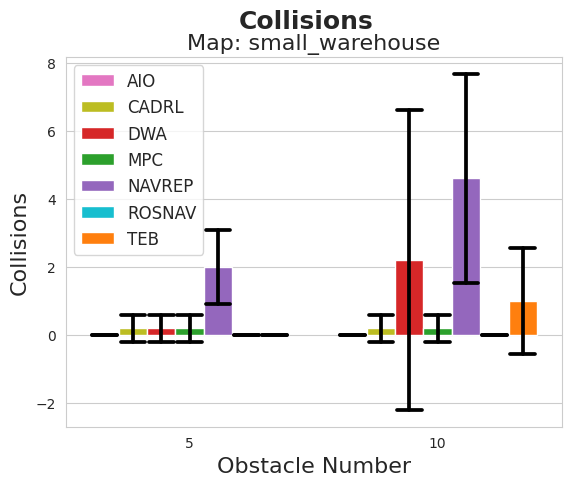 Collisions
Map: small_warehouse
8
6
4
2
0
−2
Collisions
AIO
CADRL
DWA
MPC
NAVREP
ROSNAV
TEB
5
10
Obstacle Number